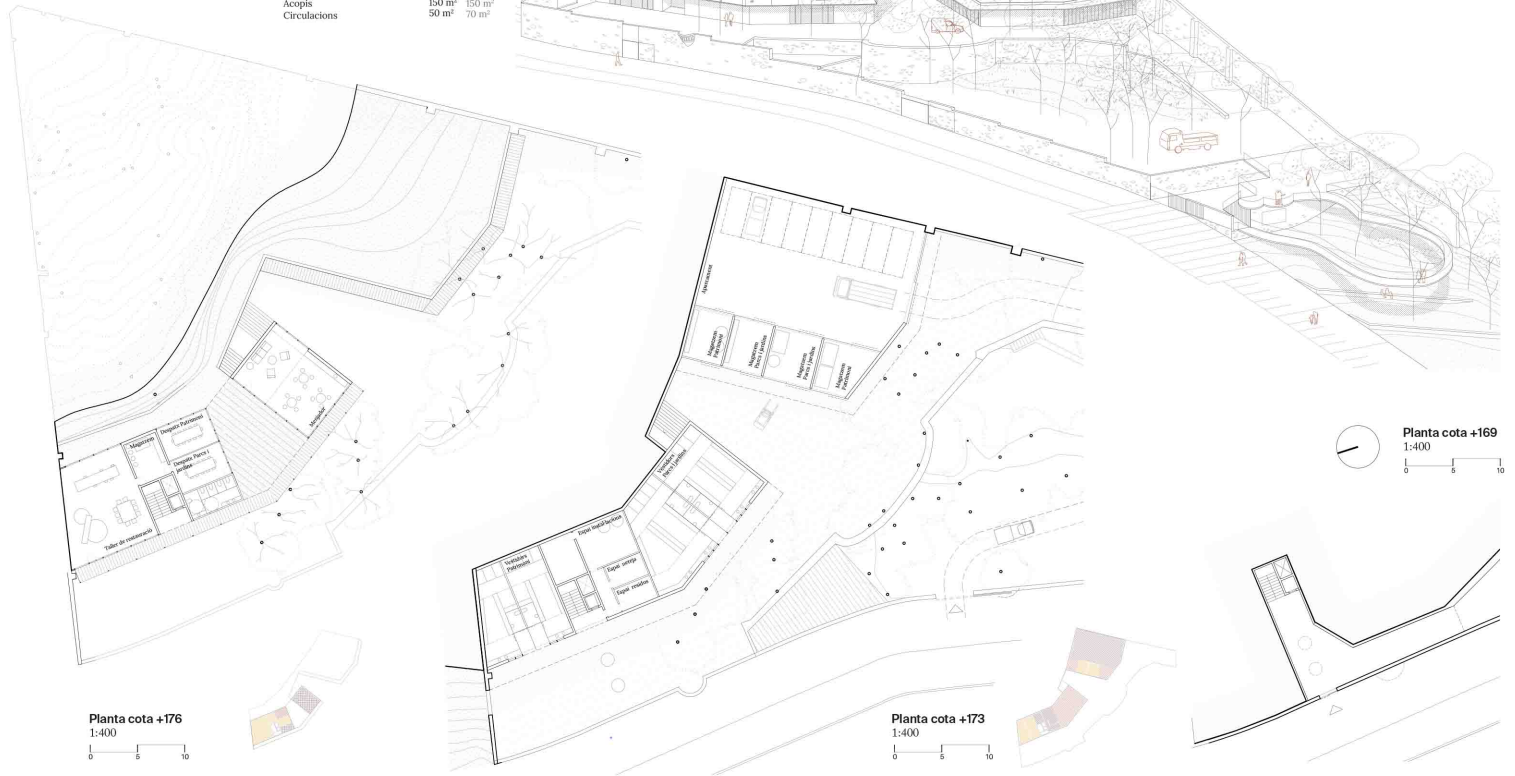 Acopis 150 m² 150 m²
Circulacions 50 m² 70 m²
Aparcament
Magatzem
Patrimoni
Magatzem
Parcs i jardins
Magatzem
Parcs i jardins
Magatzem
Patrimoni
Menjador
Despatx Patrimoni
Magatzem
Despatx Parcs i
jardins
Taller de restauració
Vestidors
Parcs i jardins
Espai instal·lacions
Vestidors
Patrimoni
Espai neteja
Espai residus
Planta cota +169
1:400
0 5 10
Planta cota +176
1:400
0 5 10
Planta cota +173
1:400
0 5 10